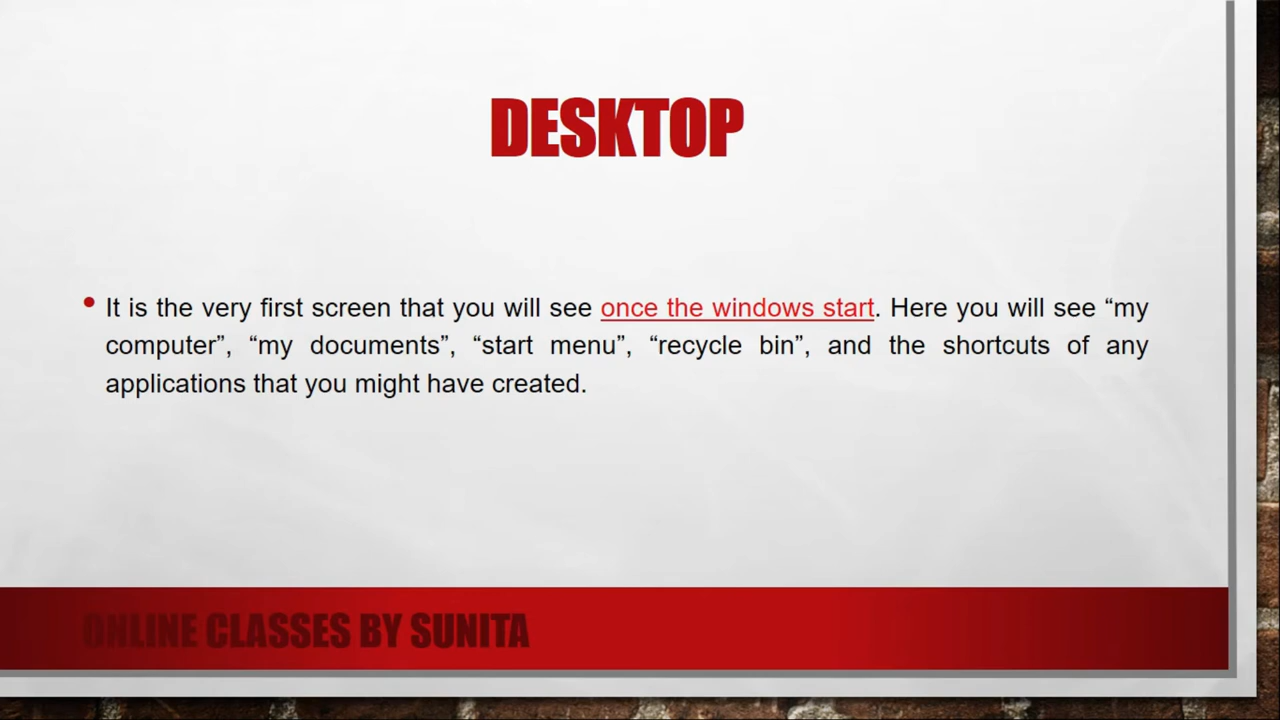 DESKTOP
• It is the very first screen that you will see once the windows start. Here you will see “my
computer”, “my documents”, “start menu”, “recycle bin”, and the shortcuts of any
applications that you might have created.
ONLINE CLASSES BY SUNITA